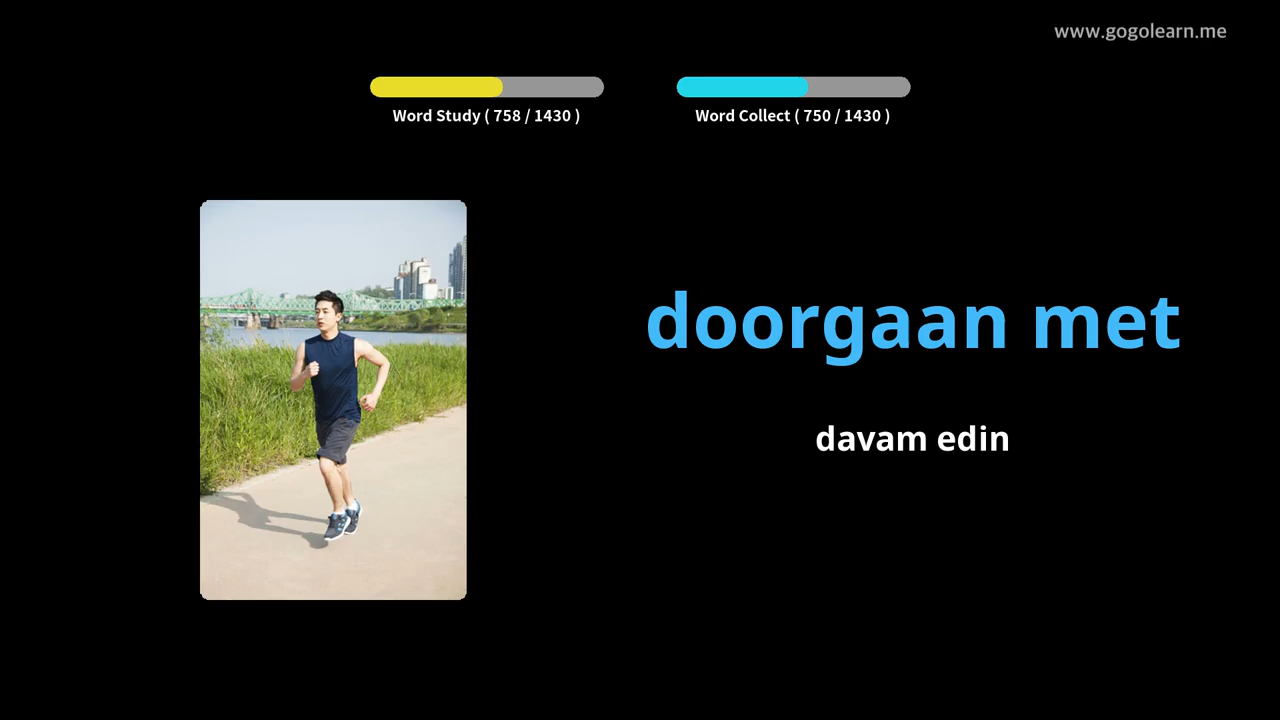 www.gogolearn.me
Word Study ( 758 / 1430 )
Word Collect ( 750 / 1430 )
doorgaan met
davam edin